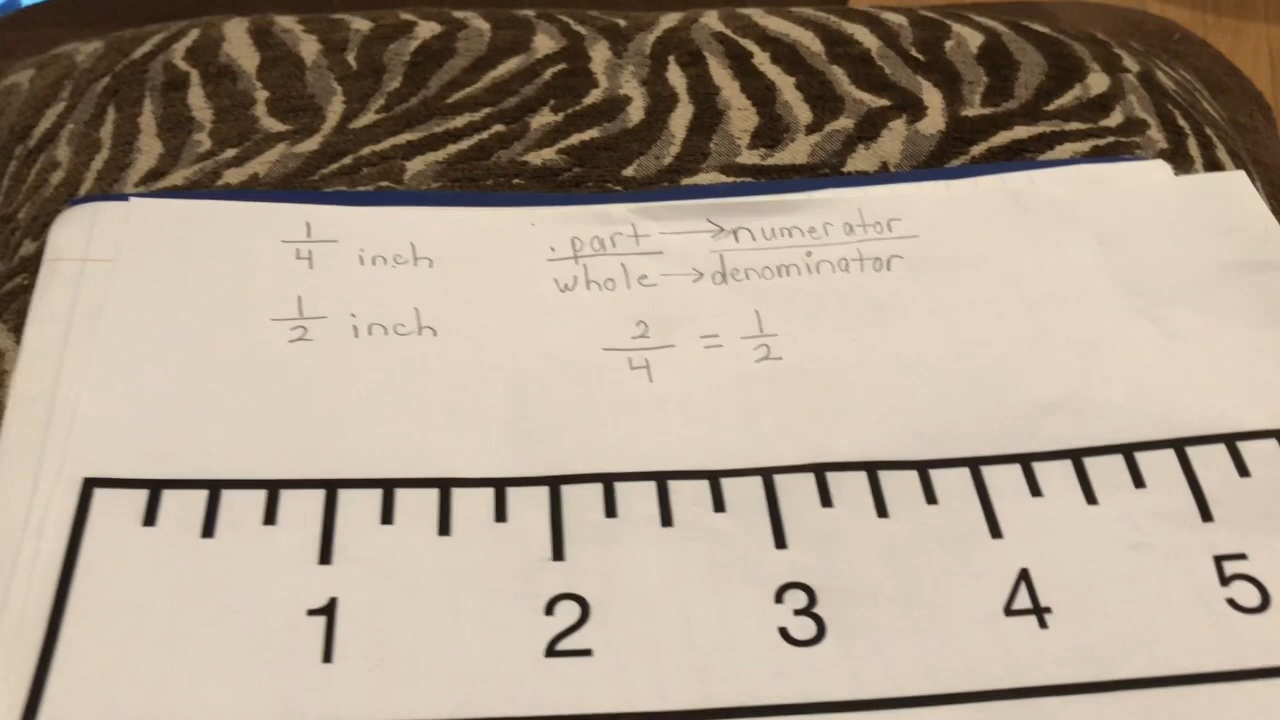 1/4 inch
1/2 inch
part → numerator
whole → denominator
2/4 = 1/2
1 2 3 4 5